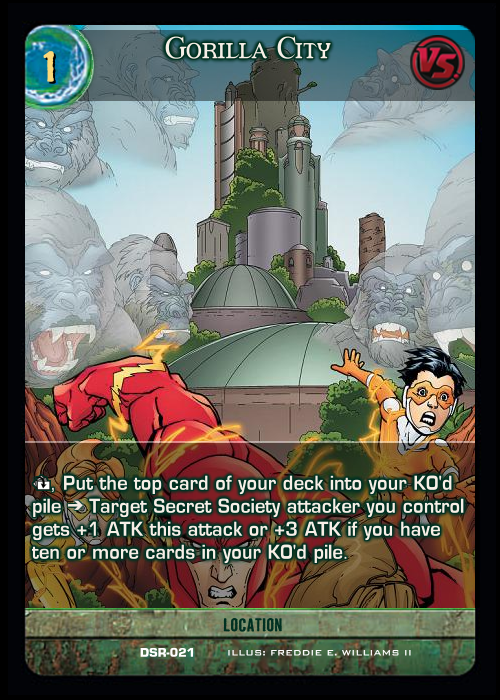 Gorilla City
1
VS.
, Put the top card of your deck into your KO'd
pile ➔ Target Secret Society attacker you control
gets +1 ATK this attack or +3 ATK if you have
ten or more cards in your KO'd pile.
LOCATION
DSR-021 ILLUS: FREDDIE E. WILLIAMS II